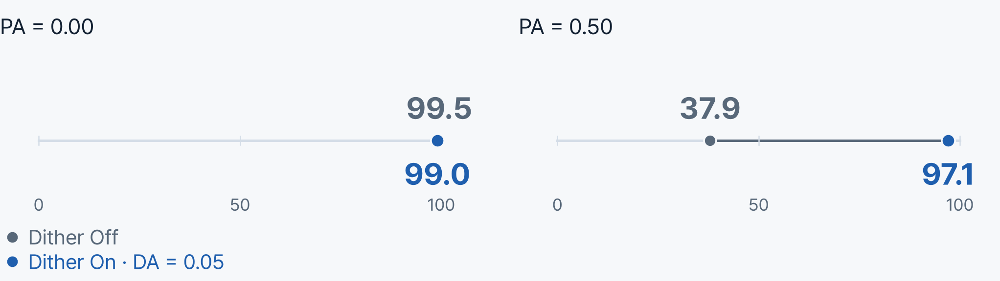 PA = 0.00
99.5
99.0
0 50 100
PA = 0.50
37.9
97.1
0 50 100
Dither Off
Dither On · DA = 0.05